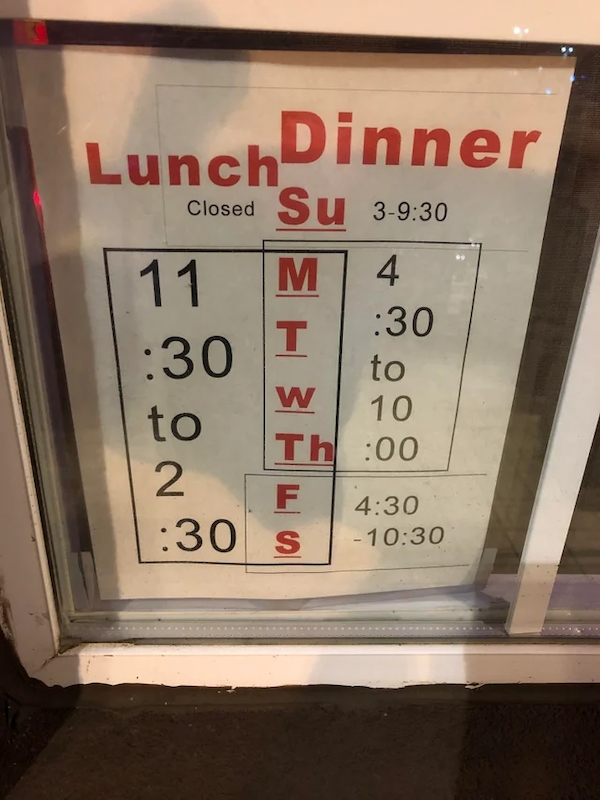 Lunch Dinner
Closed Su 3-9:30
11 M 4
:30 T :30
to W to
2 Th 10
:30 F :00
S 4:30
-10:30